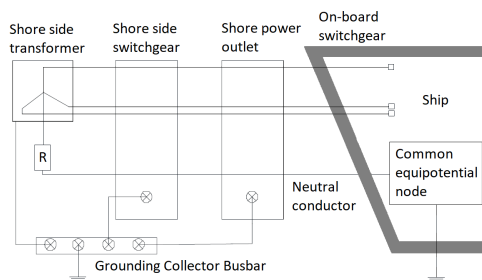 Shore side
transformer
Shore side
switchgear
Shore power
outlet
On-board
switchgear
Ship
R
Common
equipotential
node
Neutral
conductor
Grounding Collector Busbar